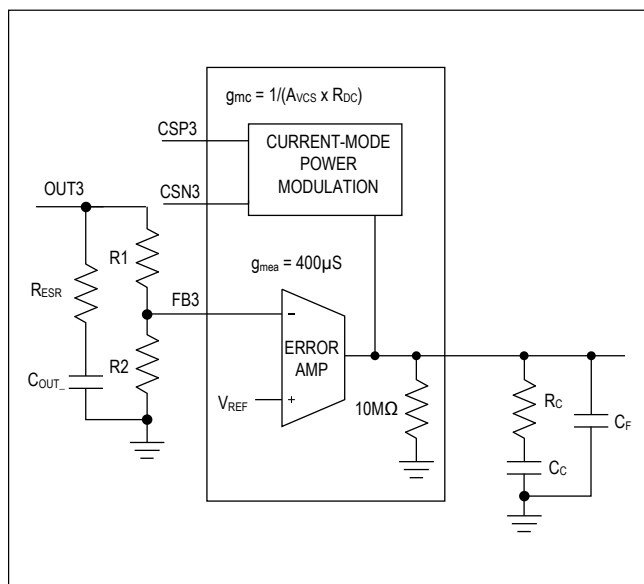 gmc = 1/(AVCS x RDC)
CSP3
CURRENT-MODE
POWER
MODULATION
CSN3
OUT3
R1
gmea = 400µS
RESR
FB3
-
ERROR
AMP
R2
COUT_
VREF
+
10MΩ
RC
CF
CC